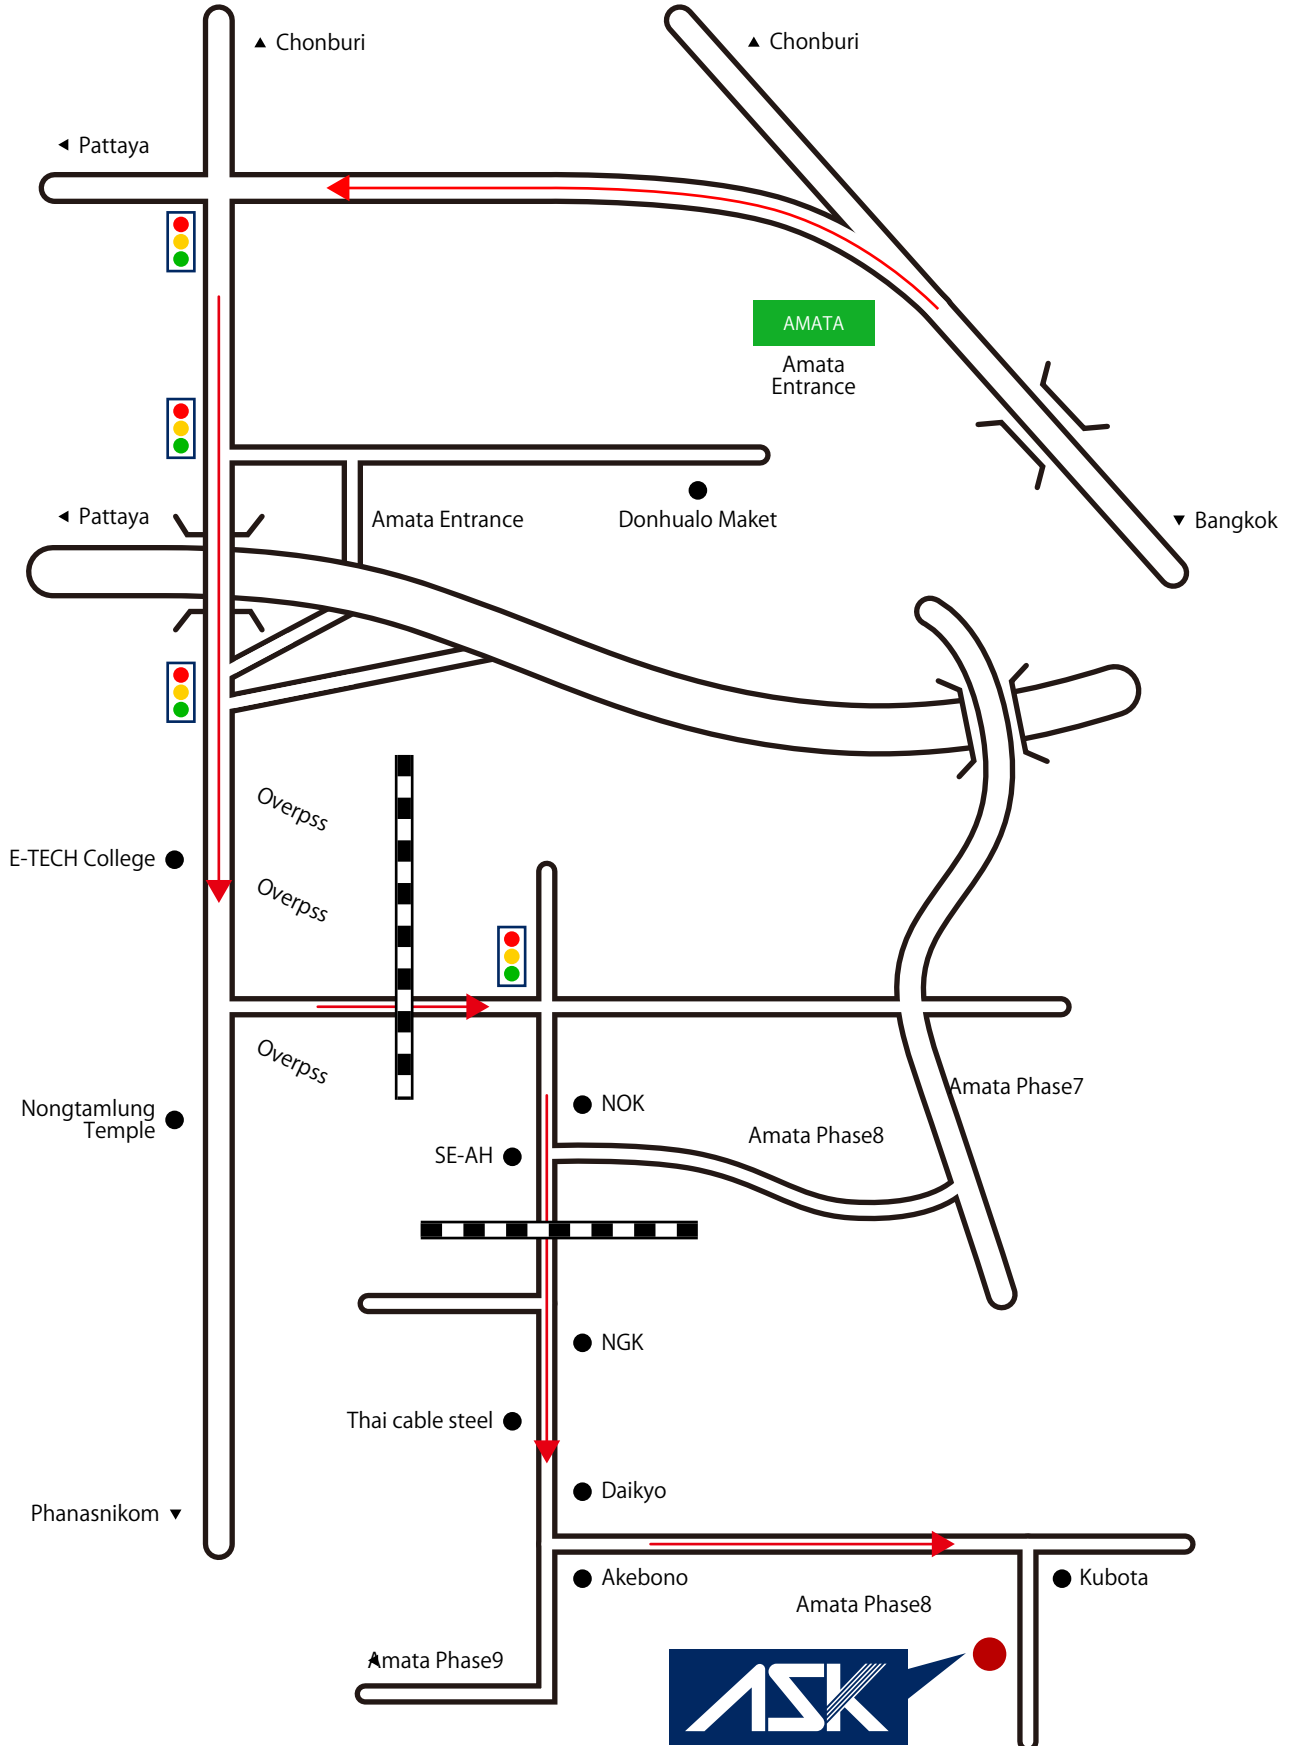 Chonburi
Chonburi
Pattaya
AMATA
Amata
Entrance
Pattaya
Amata Entrance
Donhualo Maket
Bangkok
Overpss
E-TECH College
Overpss
Overpss
Nongtamlung
Temple
NOK
Amata Phase7
SE-AH
Amata Phase8
NGK
Thai cable steel
Daikyo
Phanasnikom
Akebono
Kubota
Amata Phase8
Amata Phase9
ASK